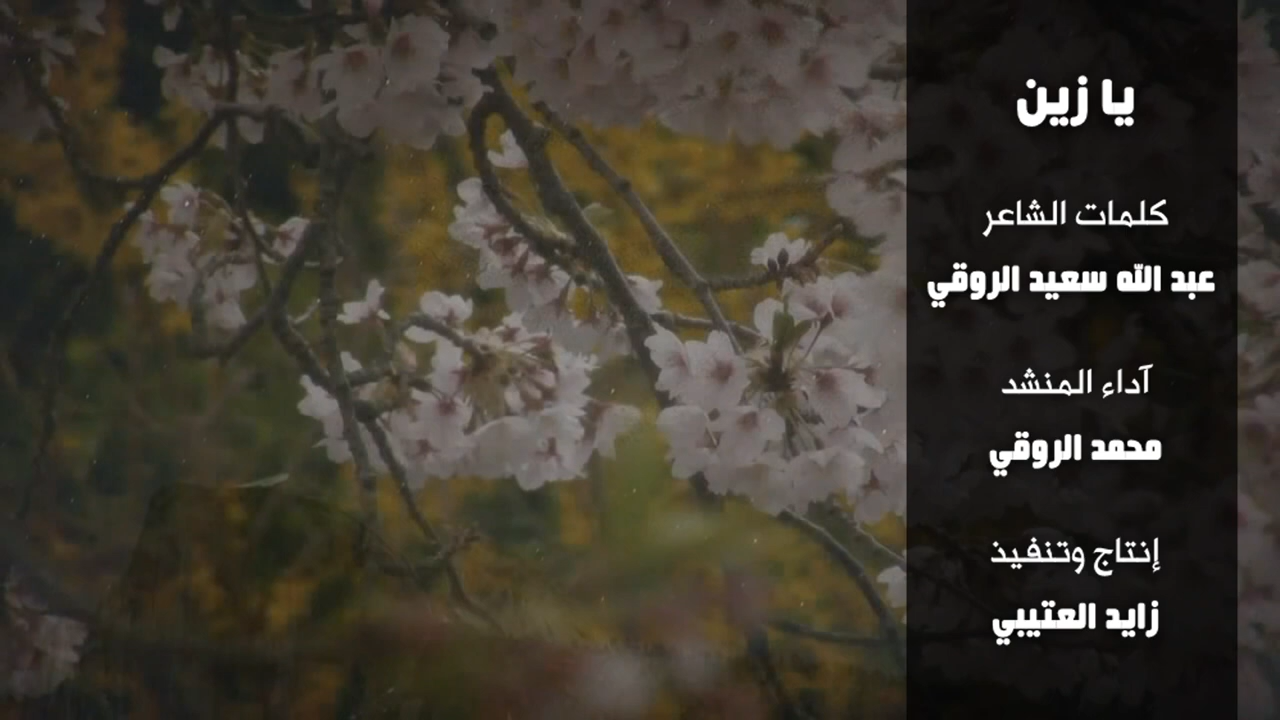 يا زين
كلمات الشاعر
عبد الله سعيد الروقي
آداء المنشد
محمد الروقي
إنتاج وتنفيذ
زايد العتيبي